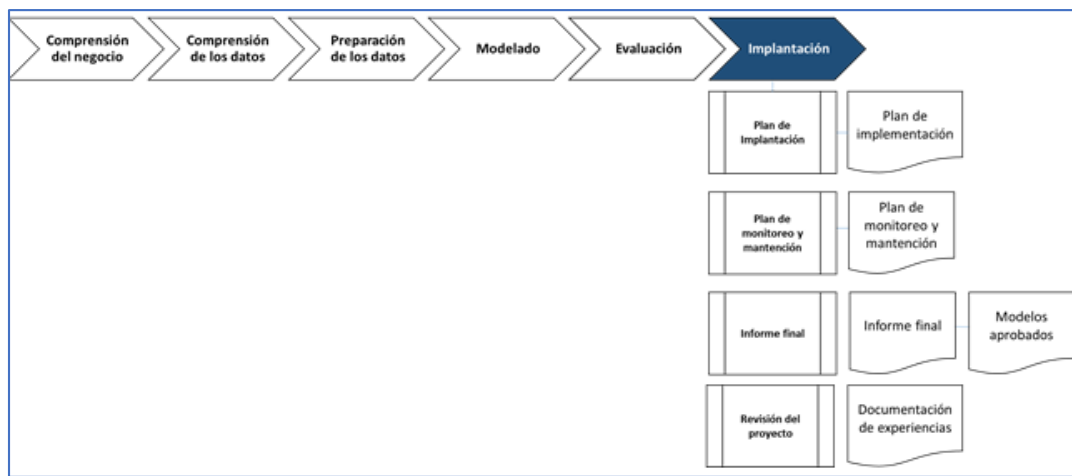 Comprensión
del negocio
Comprensión
de los datos
Preparación
de los datos
Modelado
Evaluación
Implantación
Plan de
Implantación
Plan de
implementación
Plan de
monitoreo y
mantención
Plan de
monitoreo y
mantención
Informe final
Informe final
Modelos
aprobados
Revisión del
proyecto
Documentación
de experiencias